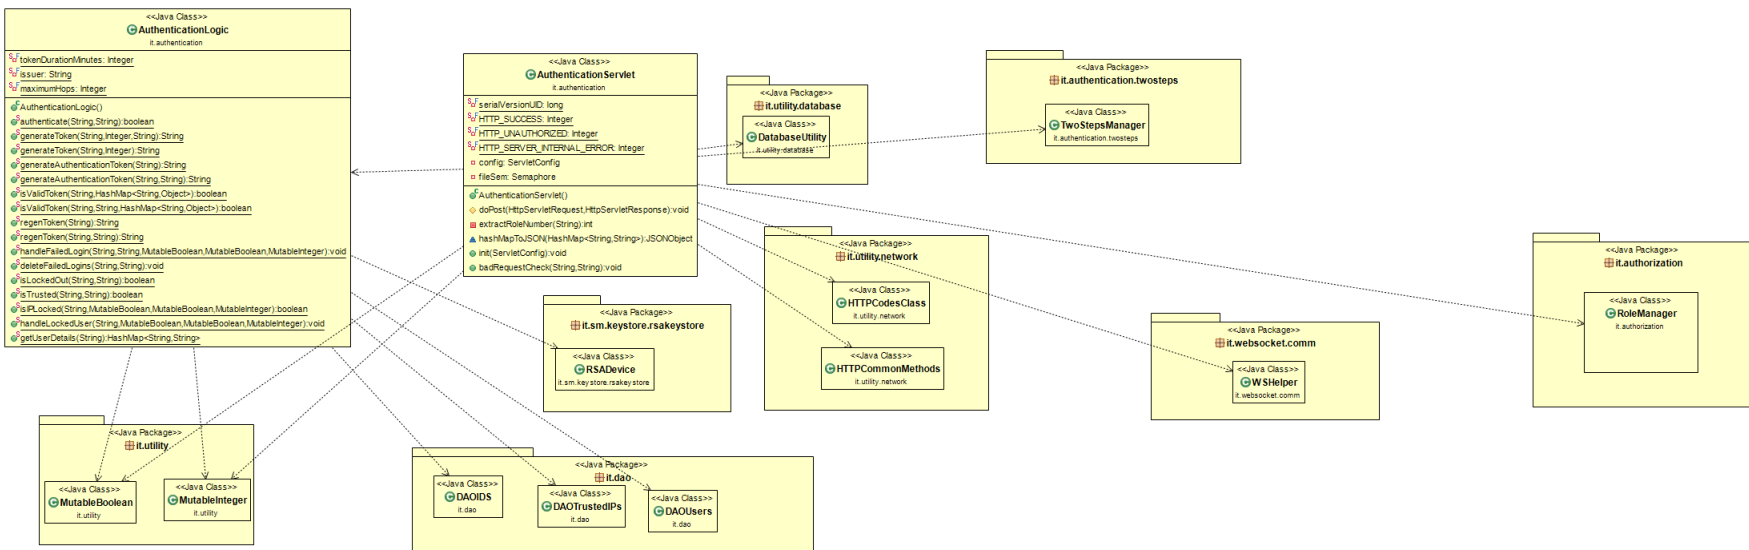 <<Java Class>>
AuthenticationLogic
it.authentication
tokenDurationMinutes: Integer
issuer: String
maximumHops: Integer
AuthenticationLogic()
authenticate(String,String):boolean
generateToken(String,Integer,String):String
generateToken(String,Integer):String
generateAuthenticationToken(String):String
generateAuthenticationToken(String,String):String
isValidToken(String,HashMap<String,Object>):boolean
isValidToken(String,String,HashMap<String,Object>):boolean
regenToken(String):String
regenToken(String,String):String
handleFailedLogin(String,String,MutableBoolean,MutableBoolean,MutableInteger):void
deleteFailedLogins(String,String):void
isLockedOut(String,String):boolean
isTrusted(String,String):boolean
isIPLocked(String,MutableBoolean,MutableBoolean,MutableInteger):boolean
handleLockedUser(String,MutableBoolean,MutableBoolean,MutableInteger):void
getUserDetails(String):HashMap<String,String>
<<Java Class>>
AuthenticationServlet
it.authentication
serialVersionUID: long
HTTP_SUCCESS: Integer
HTTP_UNAUTHORIZED: Integer
HTTP_SERVER_INTERNAL_ERROR: Integer
config: ServletConfig
fileSem: Semaphore
AuthenticationServlet()
doPost(HttpServletRequest,HttpServletResponse):void
extractRoleNumber(String):int
hashMapToJSON(HashMap<String,String>):JSONObject
init(ServletConfig):void
badRequestCheck(String,String):void
<<Java Package>>
it.utility.database
<<Java Class>>
DatabaseUtility
it.utility.database
<<Java Package>>
it.authentication.twosteps
<<Java Class>>
TwoStepsManager
it.authentication.twosteps
<<Java Package>>
it.utility.network
<<Java Class>>
HTTPCodesClass
it.utility.network
<<Java Class>>
HTTPCommonMethods
it.utility.network
<<Java Package>>
it.authorization
<<Java Class>>
RoleManager
it.authorization
<<Java Package>>
it.sm.keystore.rsakeystore
<<Java Class>>
RSADevice
it.sm.keystore.rsakeystore
<<Java Package>>
it.websocket.comm
<<Java Class>>
WSHelper
it.websocket.comm
<<Java Package>>
it.utility
<<Java Class>>
MutableBoolean
it.utility
<<Java Class>>
MutableInteger
it.utility
<<Java Package>>
it.dao
<<Java Class>>
DAOIDS
it.dao
<<Java Class>>
DAOTrustedIPs
it.dao
<<Java Class>>
DAOUsers
it.dao